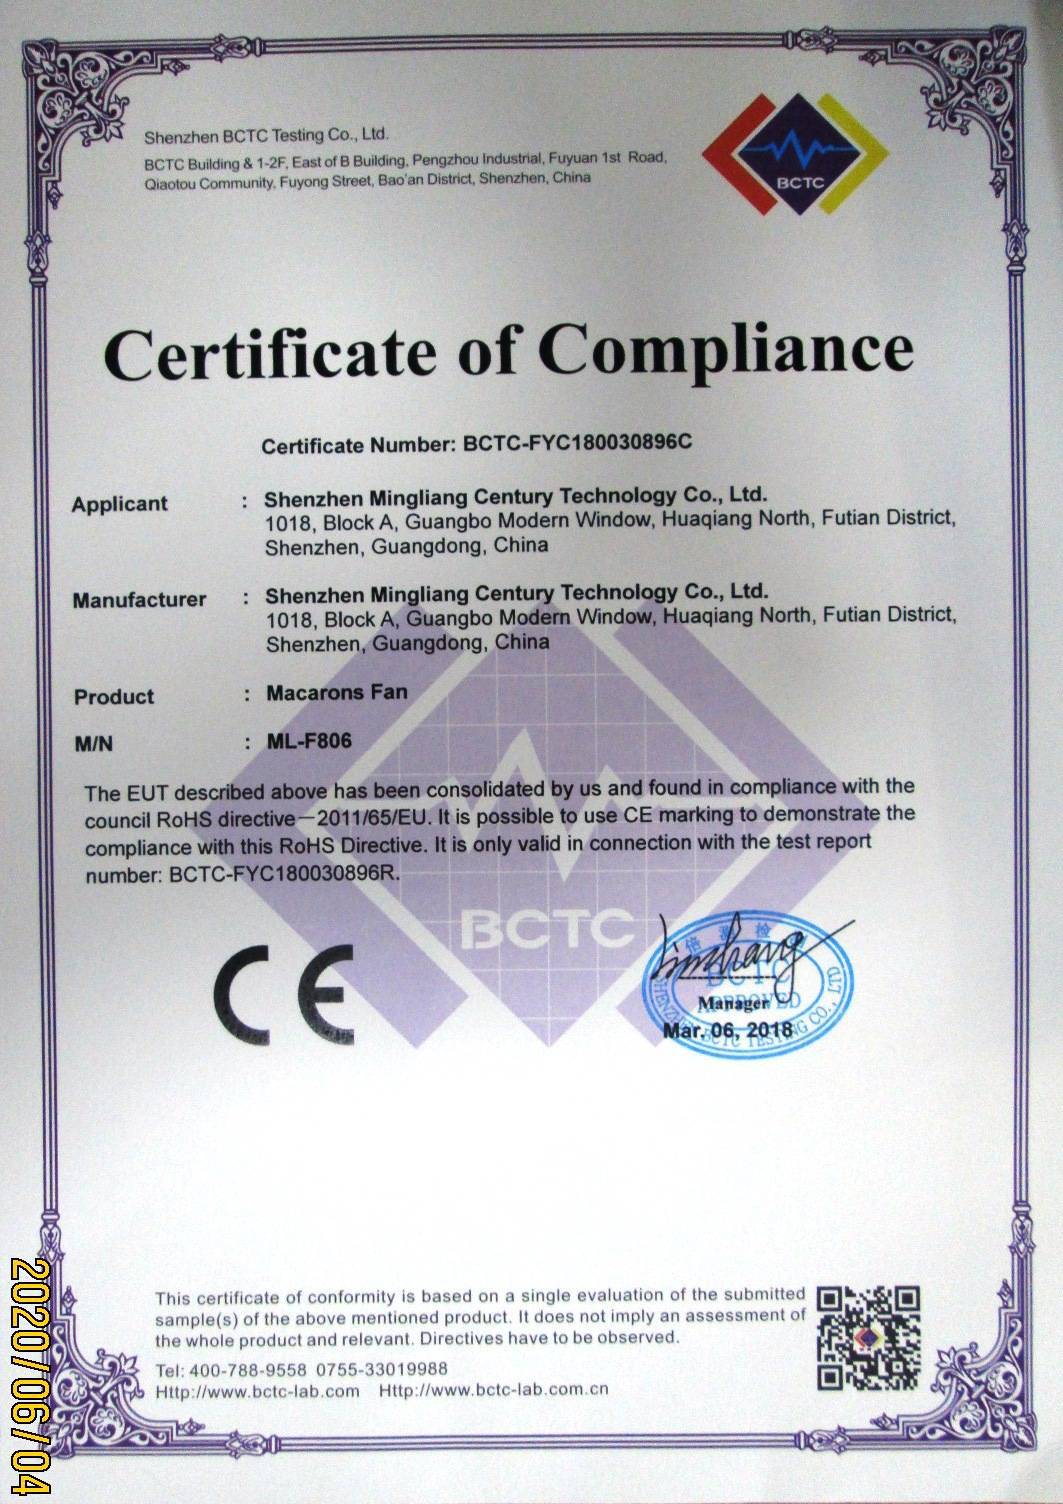 Shenzhen BCTC Testing Co., Ltd.
BCTC Building & 1-2F, East of B Building, Pengzhou Industrial, Fuyuan 1st Road,
Qiaotou Community, Fuyong Street, Bao'an District, Shenzhen, China
BCTC
Certificate of Compliance
Certificate Number: BCTC-FYC180030896C
Applicant : Shenzhen Mingliang Century Technology Co., Ltd.
1018, Block A, Guangbo Modern Window, Huaqiang North, Futian District,
Shenzhen, Guangdong, China
Manufacturer : Shenzhen Mingliang Century Technology Co., Ltd.
1018, Block A, Guangbo Modern Window, Huaqiang North, Futian District,
Shenzhen, Guangdong, China
Product : Macarons Fan
M/N : ML-F806
The EUT described above has been consolidated by us and found in compliance with the
council RoHS directive—2011/65/EU. It is possible to use CE marking to demonstrate the
compliance with this RoHS Directive. It is only valid in connection with the test report
number: BCTC-FYC180030896R.
BCTC
CE
BCTC
APPROVED
Manager
Mar. 06, 2018
This certificate of conformity is based on a single evaluation of the submitted
sample(s) of the above mentioned product. It does not imply an assessment of
the whole product and relevant. Directives have to be observed.
Tel: 400-788-9558 0755-33019988
Http://www.bctc-lab.com Http://www.bctc-lab.com.cn
2020/06/04